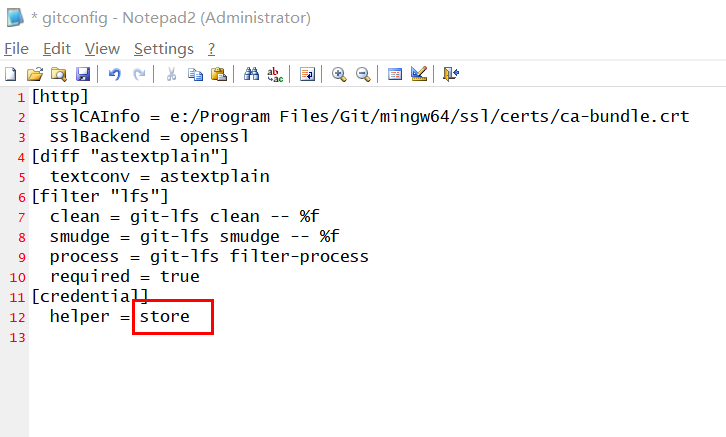 * gitconfig - Notepad2 (Administrator)
File Edit View Settings ?
1 [http]
2 sslCAInfo = e:/Program Files/Git/mingw64/ssl/certs/ca-bundle.crt
3 sslBackend = openssl
4 [diff "astextplain"]
5 textconv = astextplain
6 [filter "lfs"]
7 clean = git-lfs clean -- %f
8 smudge = git-lfs smudge -- %f
9 process = git-lfs filter-process
10 required = true
11 [credential]
12 helper = store
13